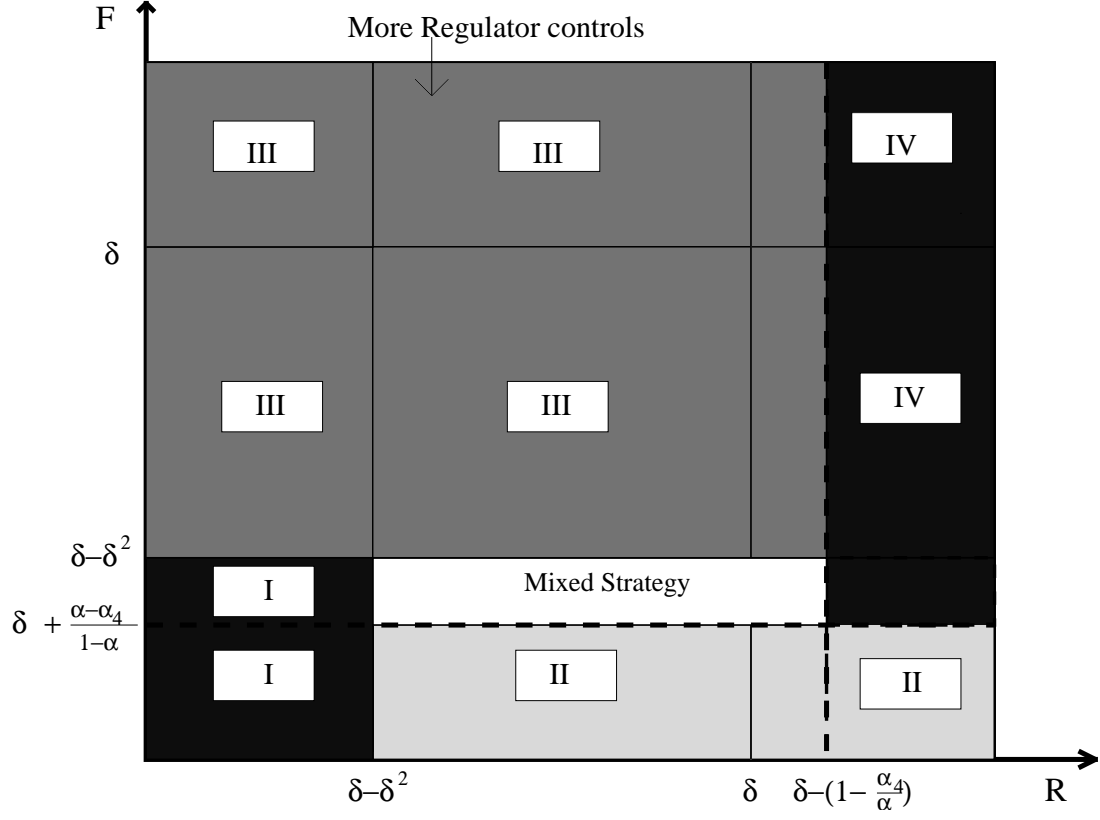 F
More Regulator controls
III
III
IV
δ
III
III
IV
δ−δ²
I
Mixed Strategy
δ + α−α₄ / 1−α
I
II
II
δ−δ²
δ
δ−(1− α₄/α)
R